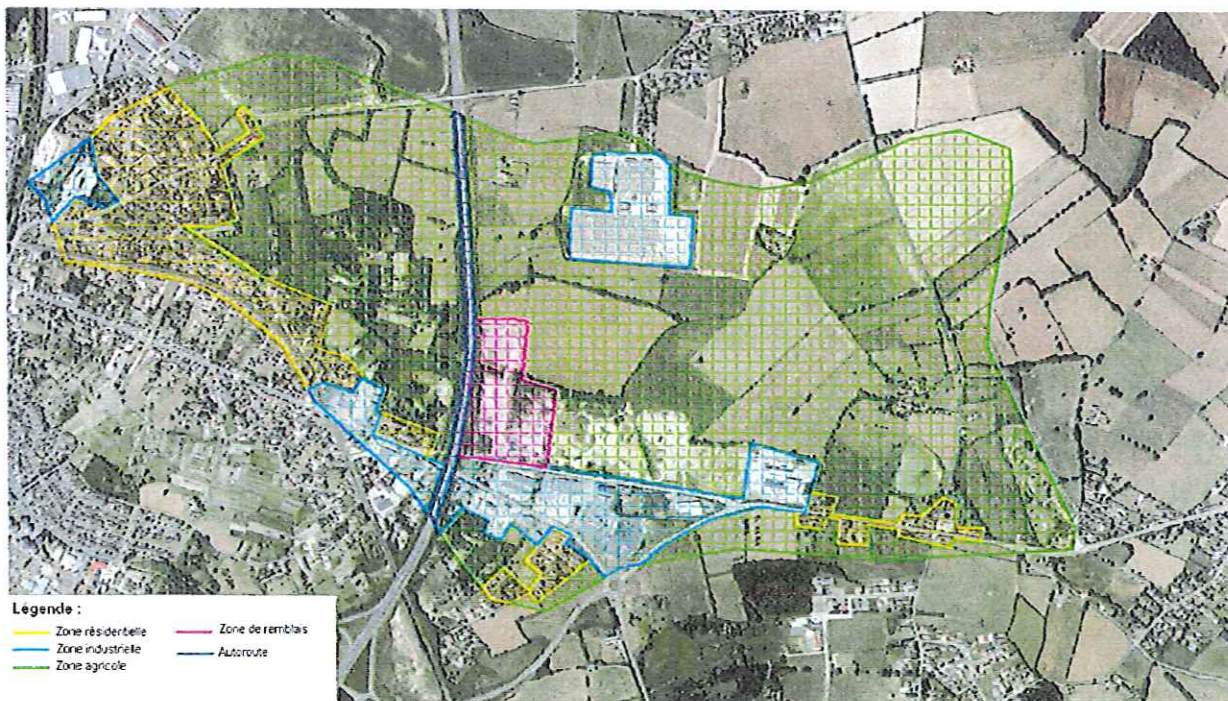 Légende :
Zone résidentielle
Zone industrielle
Zone agricole
Zone de remblais
Autoroute